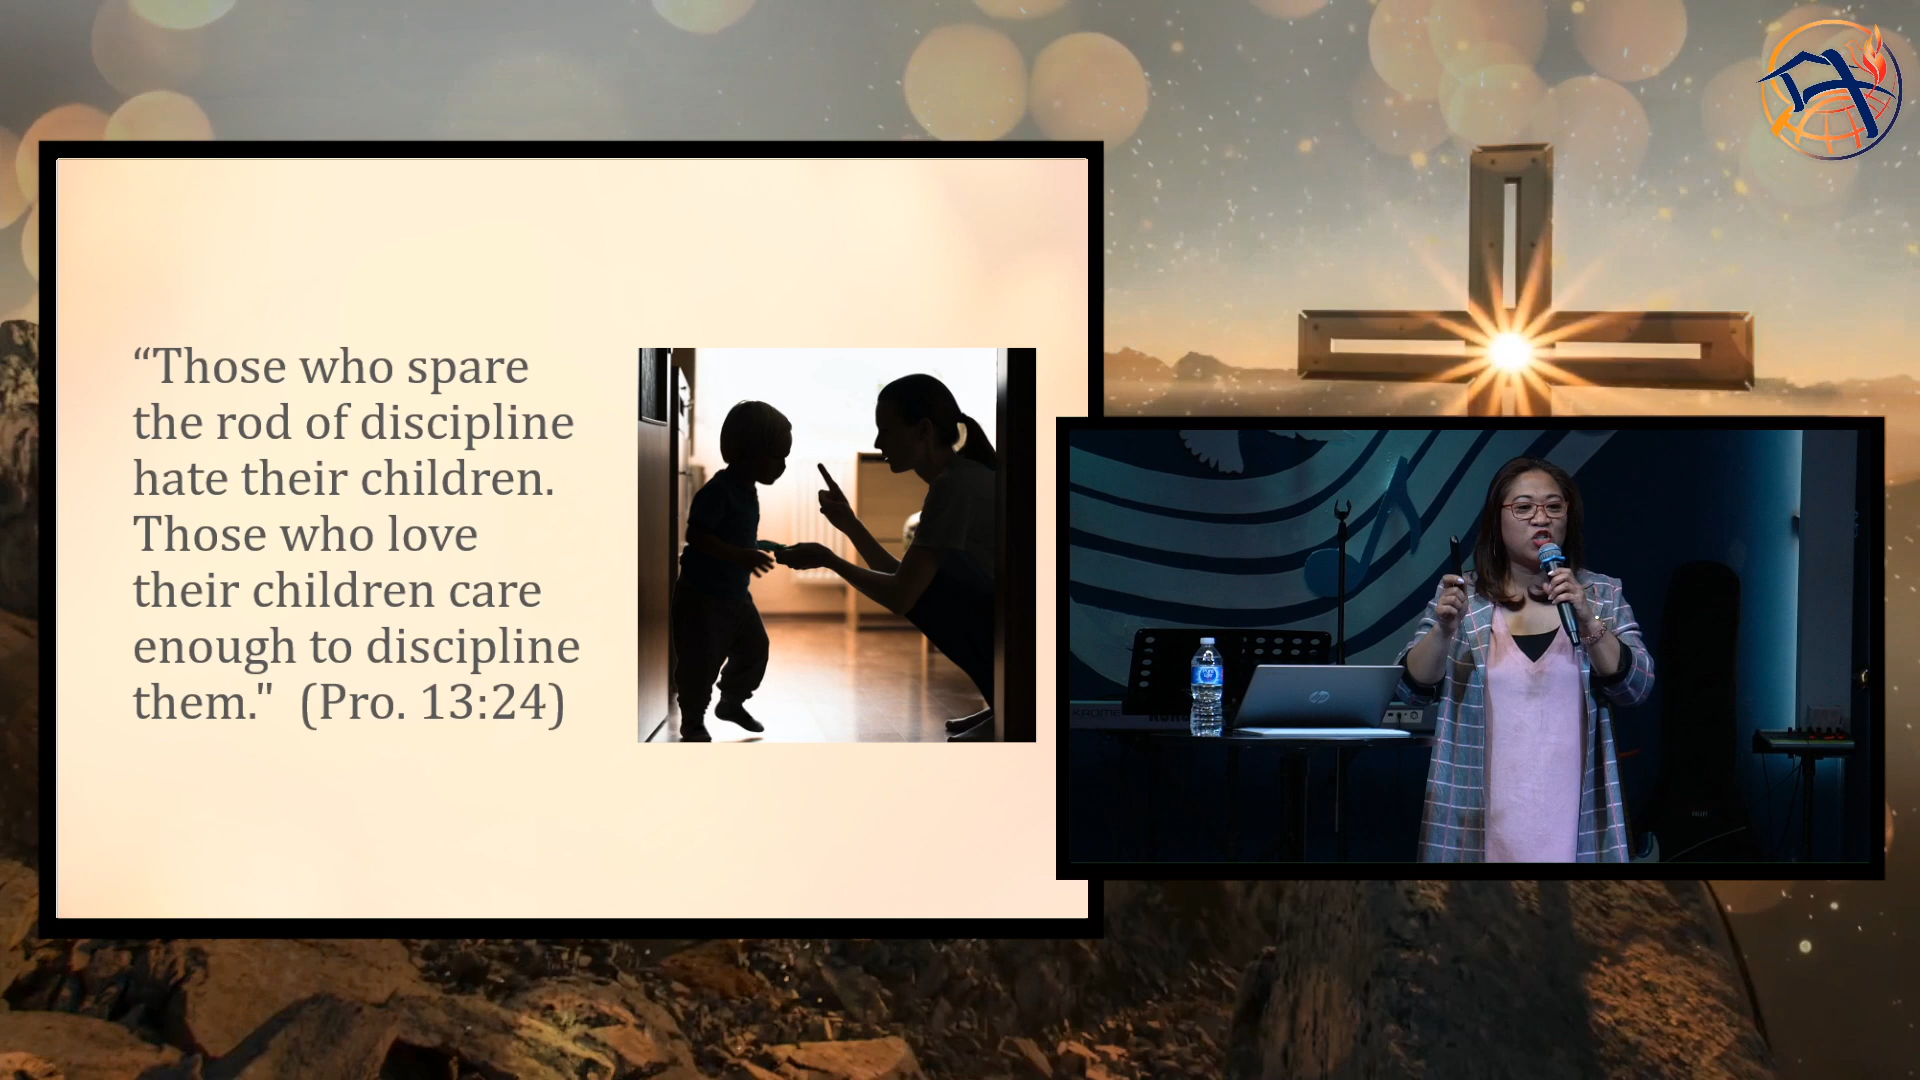 “Those who spare
the rod of discipline
hate their children.
Those who love
their children care
enough to discipline
them."  (Pro. 13:24)
hp